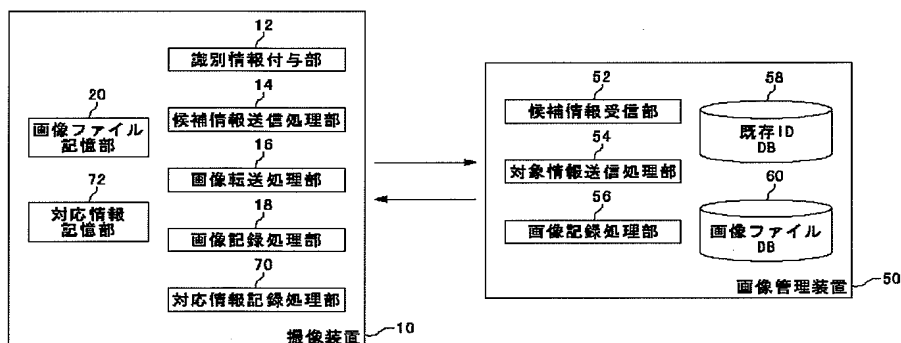 12
識別情報付与部
14
候補情報送信処理部
20
画像ファイル
記憶部
16
画像転送処理部
72
対応情報
記憶部
18
画像記録処理部
70
対応情報記録処理部
撮像装置
10
52
候補情報受信部
58
既存ID
DB
54
対象情報送信処理部
56
画像記録処理部
60
画像ファイル
DB
画像管理装置
50